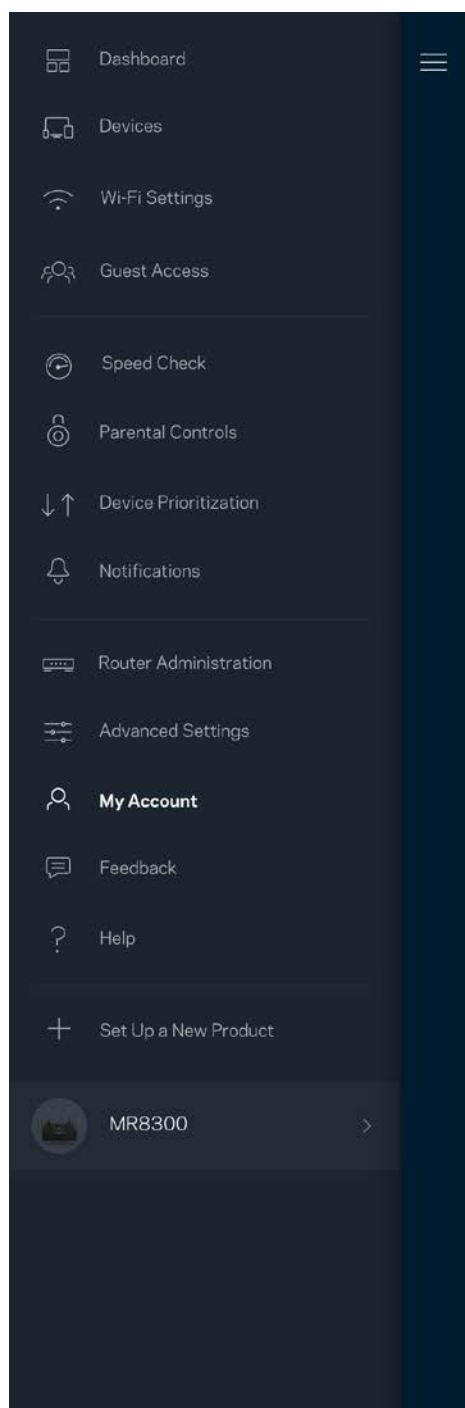 Dashboard
Devices
Wi-Fi Settings
Guest Access
Speed Check
Parental Controls
Device Prioritization
Notifications
Router Administration
Advanced Settings
My Account
Feedback
Help
Set Up a New Product
MR8300